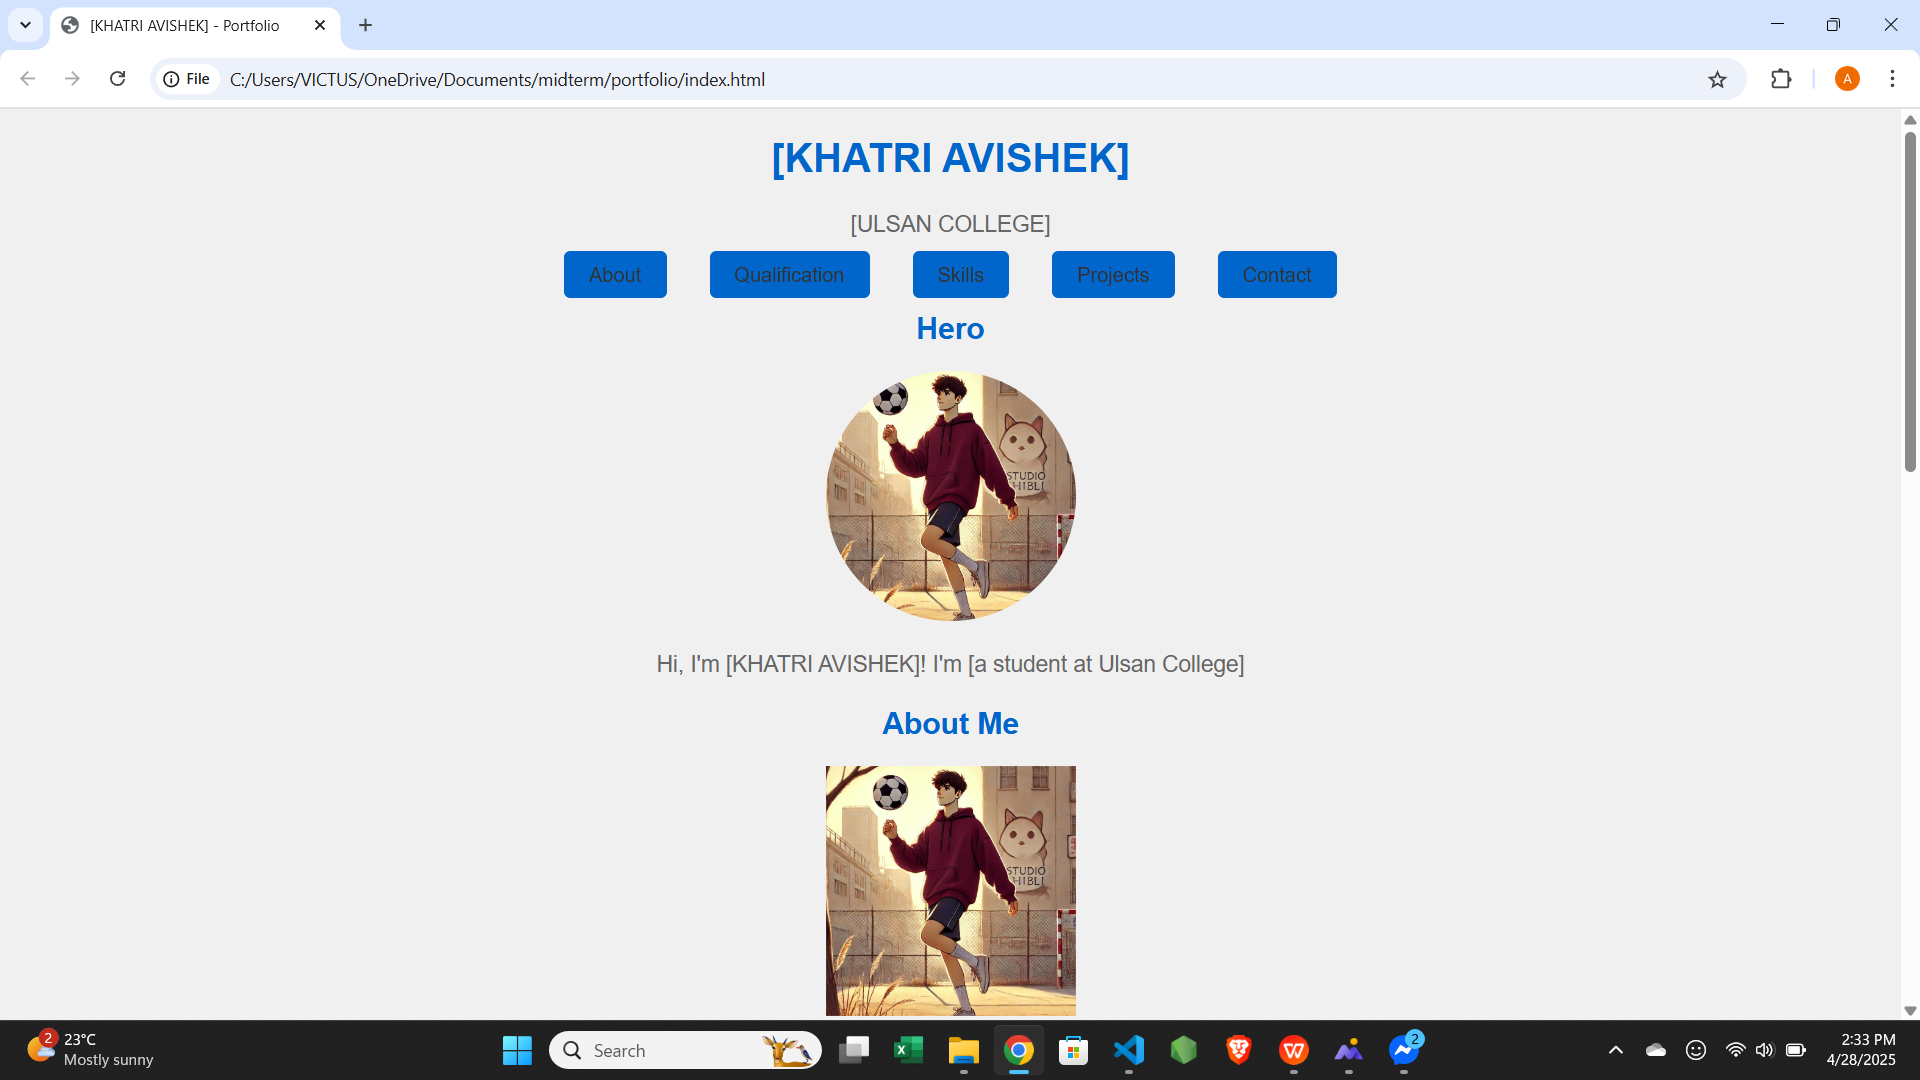 [KHATRI AVISHEK] - Portfolio
File
C:/Users/VICTUS/OneDrive/Documents/midterm/portfolio/index.html
A
[KHATRI AVISHEK]
[ULSAN COLLEGE]
About
Qualification
Skills
Projects
Contact
Hero
STUDIO
HIBLI
Hi, I'm [KHATRI AVISHEK]! I'm [a student at Ulsan College]
About Me
STUDIO
HIBLI
2
23°C
Mostly sunny
Search
2
2:33 PM
4/28/2025